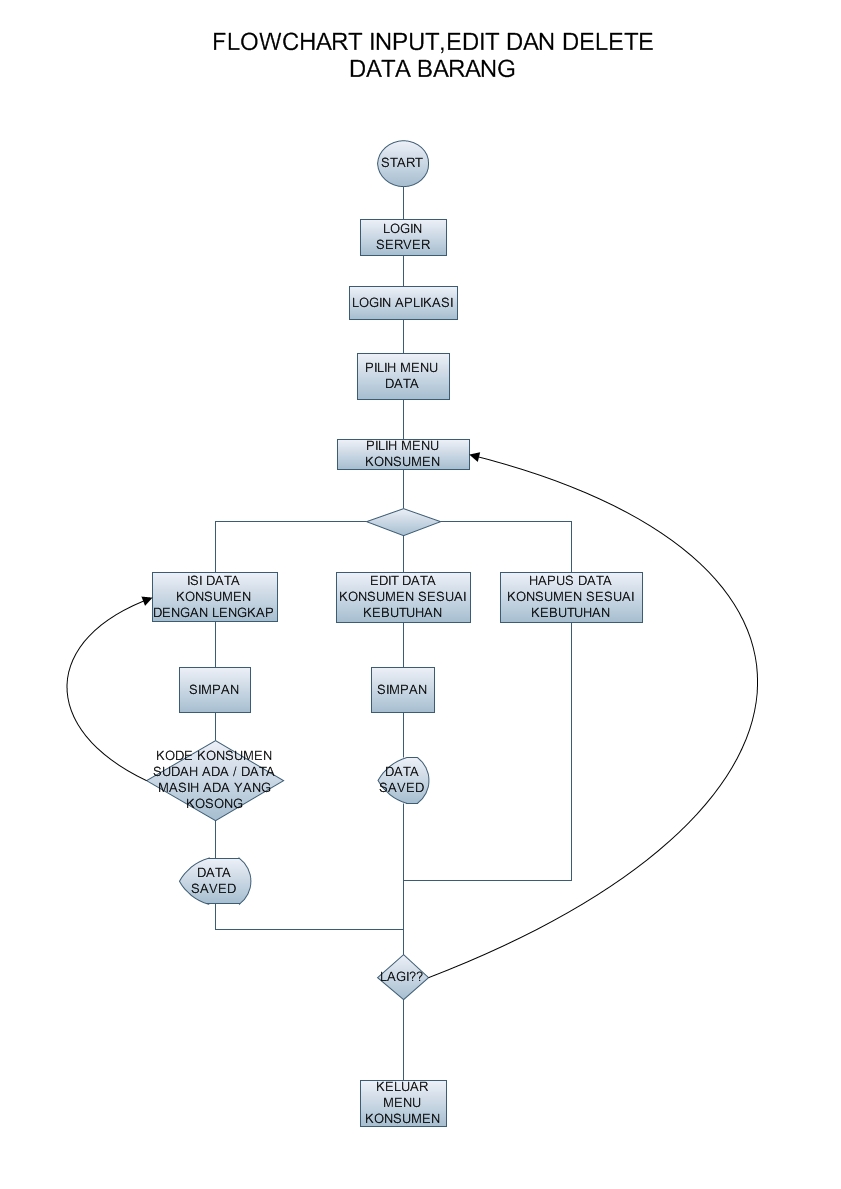 FLOWCHART INPUT,EDIT DAN DELETE
DATA BARANG
START
LOGIN
SERVER
LOGIN APLIKASI
PILIH MENU
DATA
PILIH MENU
KONSUMEN
ISI DATA
KONSUMEN
DENGAN LENGKAP
EDIT DATA
KONSUMEN SESUAI
KEBUTUHAN
HAPUS DATA
KONSUMEN SESUAI
KEBUTUHAN
SIMPAN
SIMPAN
KODE KONSUMEN
SUDAH ADA / DATA
MASIH ADA YANG
KOSONG
DATA
SAVED
DATA
SAVED
LAGI??
KELUAR
MENU
KONSUMEN